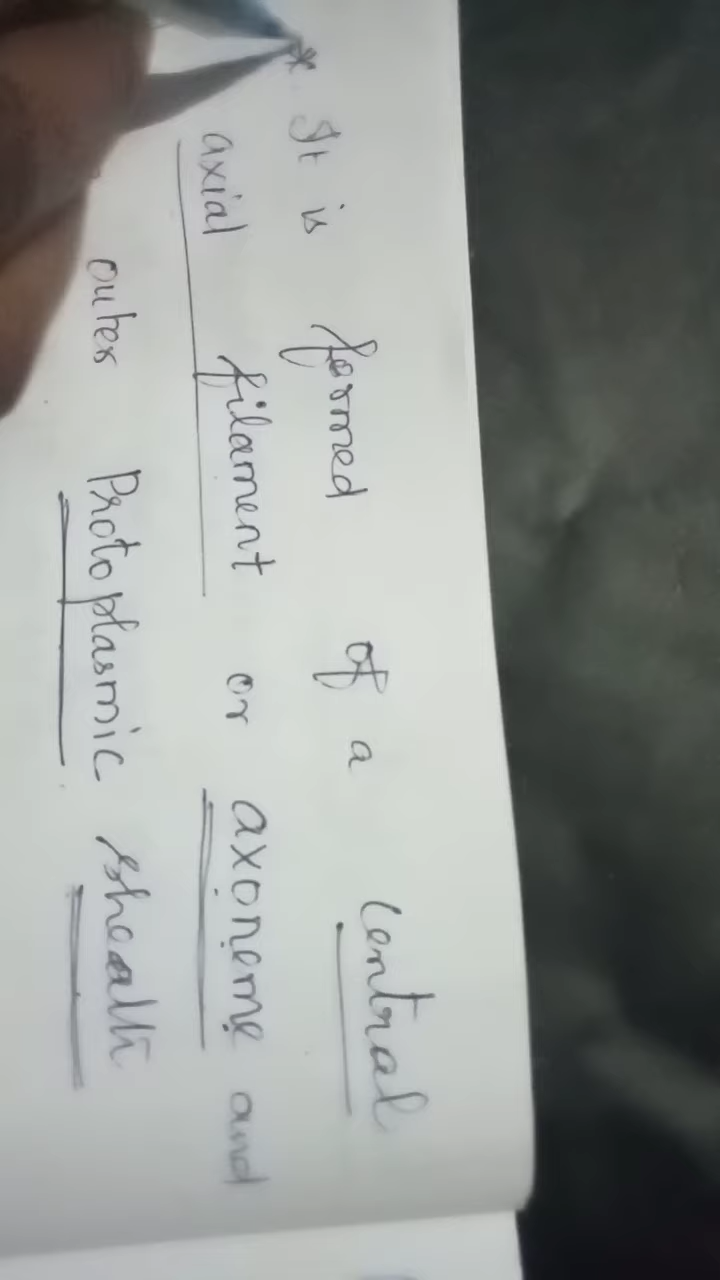 * It is formed of a central
axial filament or axoneme and
outer Protoplasmic sheath